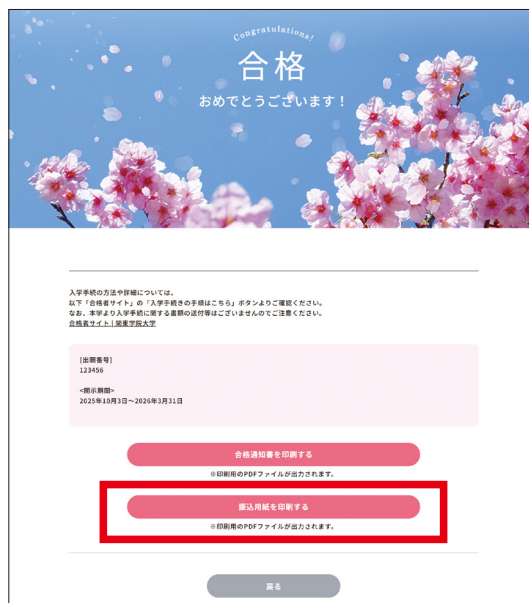 Congratulations!
合格
おめでとうございます！
入学手続の方法や詳細については、
以下「合格者サイト」の「入学手続きの手順はこちら」ボタンよりご確認ください。
なお、本学より入学手続に関する書類の送付等はございませんのでご注意ください。
合格者サイト | 関東学院大学
[出願番号]
123456
<開示期間>
2025年10月3日～2026年3月31日
合格通知書を印刷する
※印刷用のPDFファイルが出力されます。
振込用紙を印刷する
※印刷用のPDFファイルが出力されます。
戻る